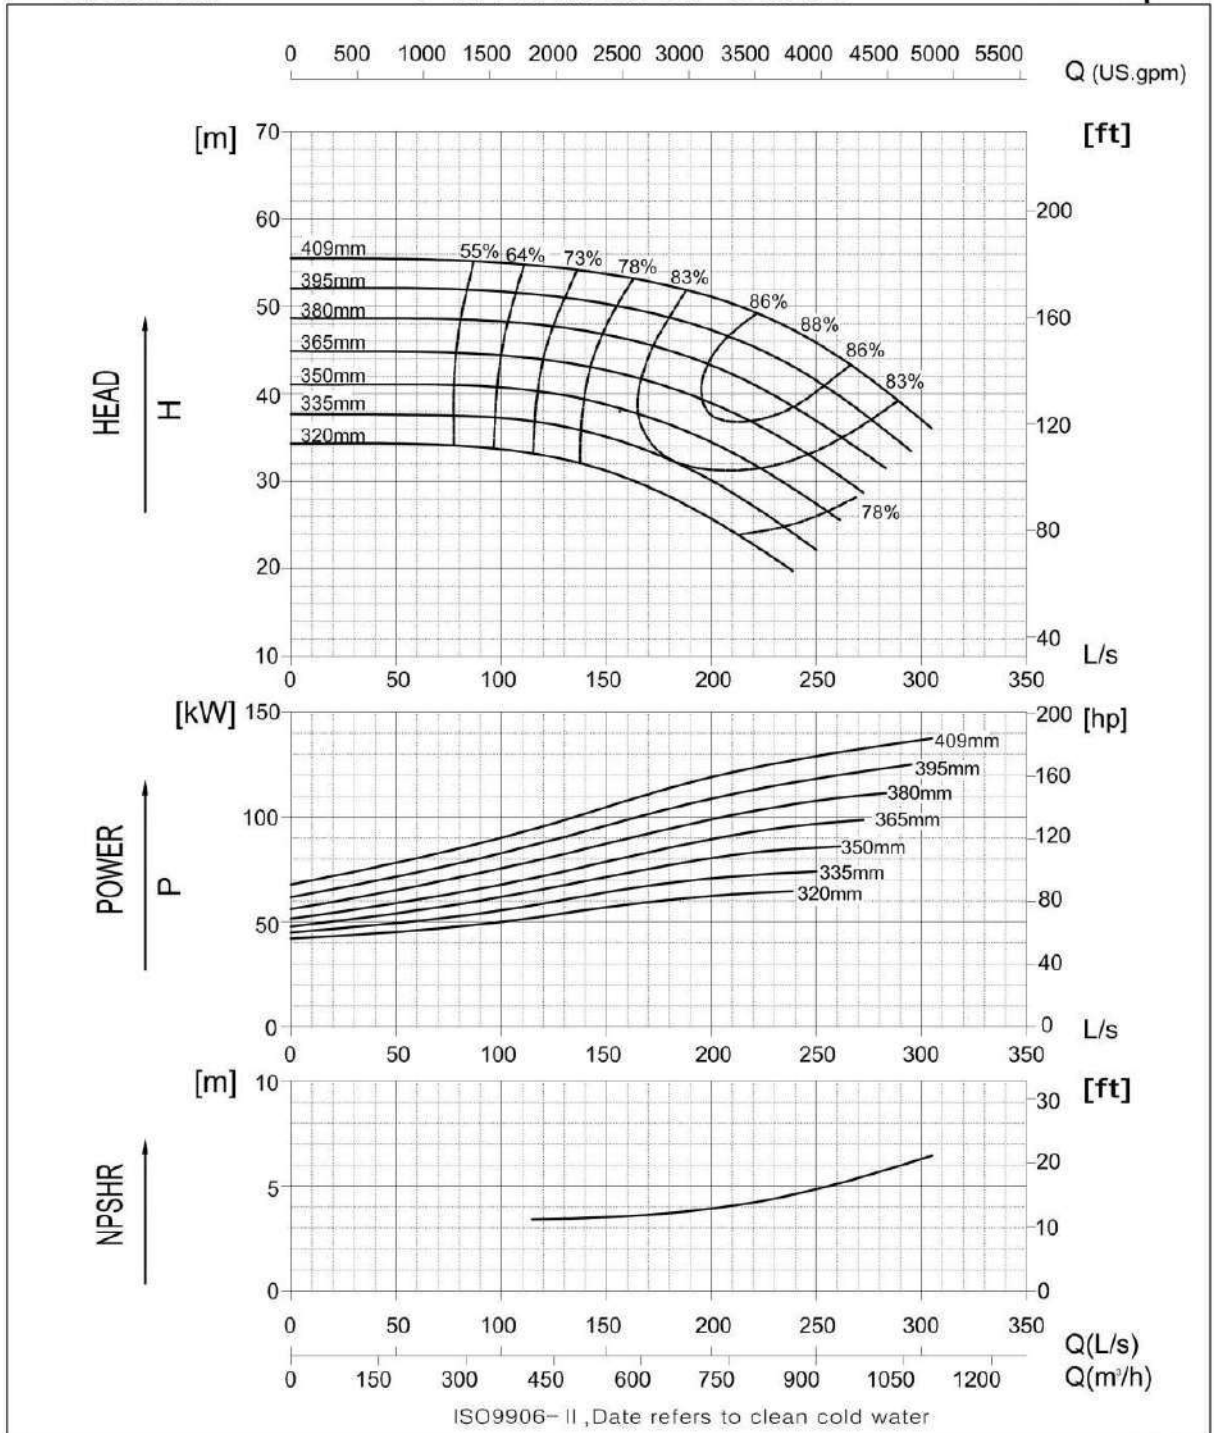 0 500 1000 1500 2000 2500 3000 3500 4000 4500 5000 5500
Q (US.gpm)
[m] 70 [ft]
60 200
409mm 55% 64% 73% 78% 83%
395mm
50 86% 160
380mm 88%
365mm 86%
350mm 83%
40
335mm 120
320mm
30
78%
80
20
40
10 L/s
0 50 100 150 200 250 300 350
HEAD H
[kW] 150 200 [hp]
409mm
395mm 160
380mm
100 365mm 120
350mm
335mm
320mm 80
50
40
0 0 L/s
0 50 100 150 200 250 300 350
POWER P
[m] 10 30 [ft]
20
5
10
0 0
NPSHR
0 50 100 150 200 250 300 350
Q(L/s)
0 150 300 450 600 750 900 1050 1200 Q(m³/h)
ISO9906-II ,Date refers to clean cold water